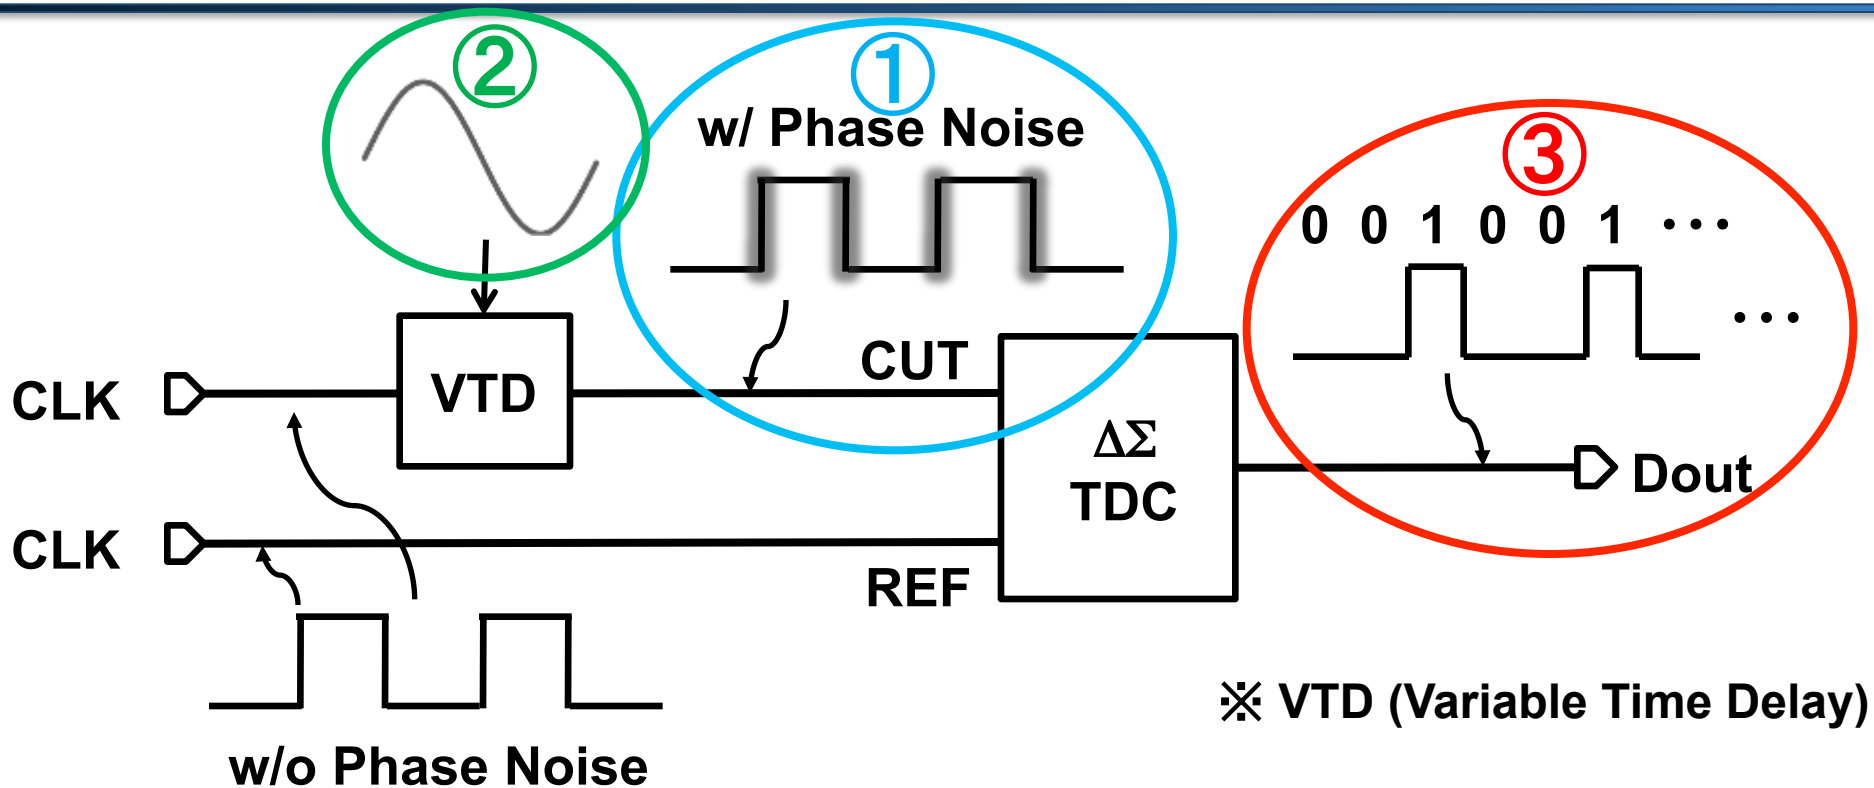 ②
①
w/ Phase Noise
③
0 0 1 0 0 1 ···
···
CLK
VTD
CUT
ΔΣ
TDC
Dout
CLK
REF
w/o Phase Noise
※ VTD (Variable Time Delay)